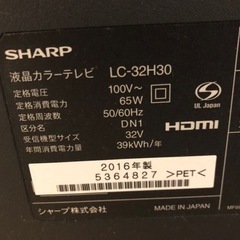 SHARP
液晶カラーテレビ LC-32H30
定格電圧 100V~
定格消費電力 65W
定格周波数 50/60Hz
区分名 DN1
受信機型サイズ 32V
年間消費電力量 39kWh/年
UL Japan
HDMI
2016年製
5364827 >PET<
シャープ株式会社 MADE IN JAPAN